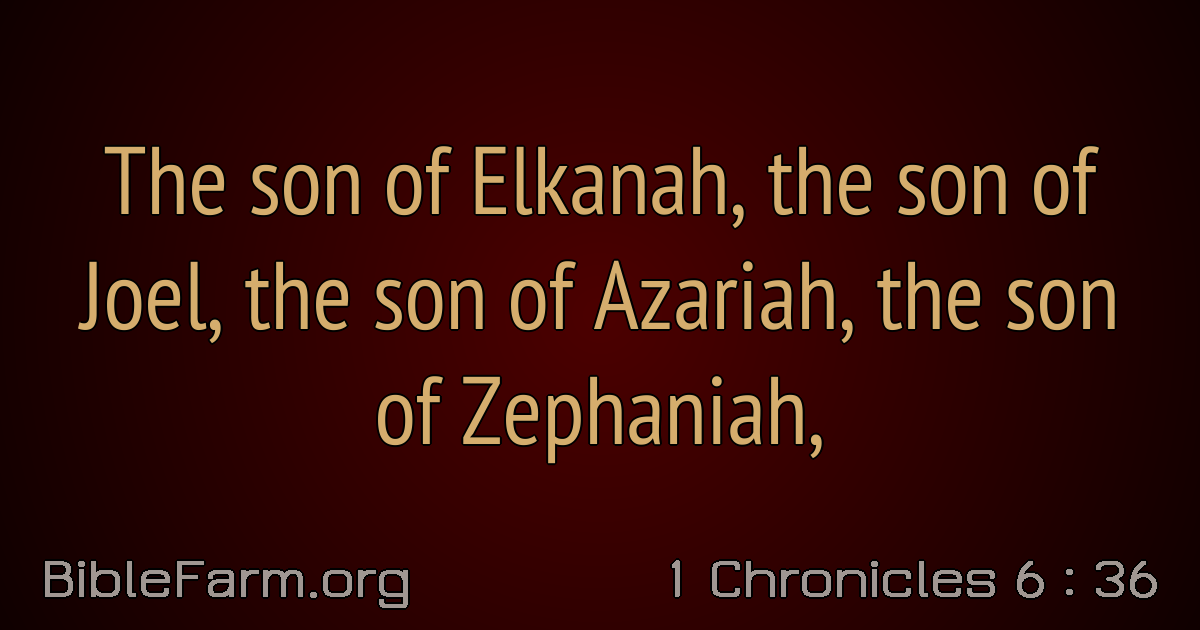 The son of Elkanah, the son of
Joel, the son of Azariah, the son
of Zephaniah,
BibleFarm.org
1 Chronicles 6 : 36